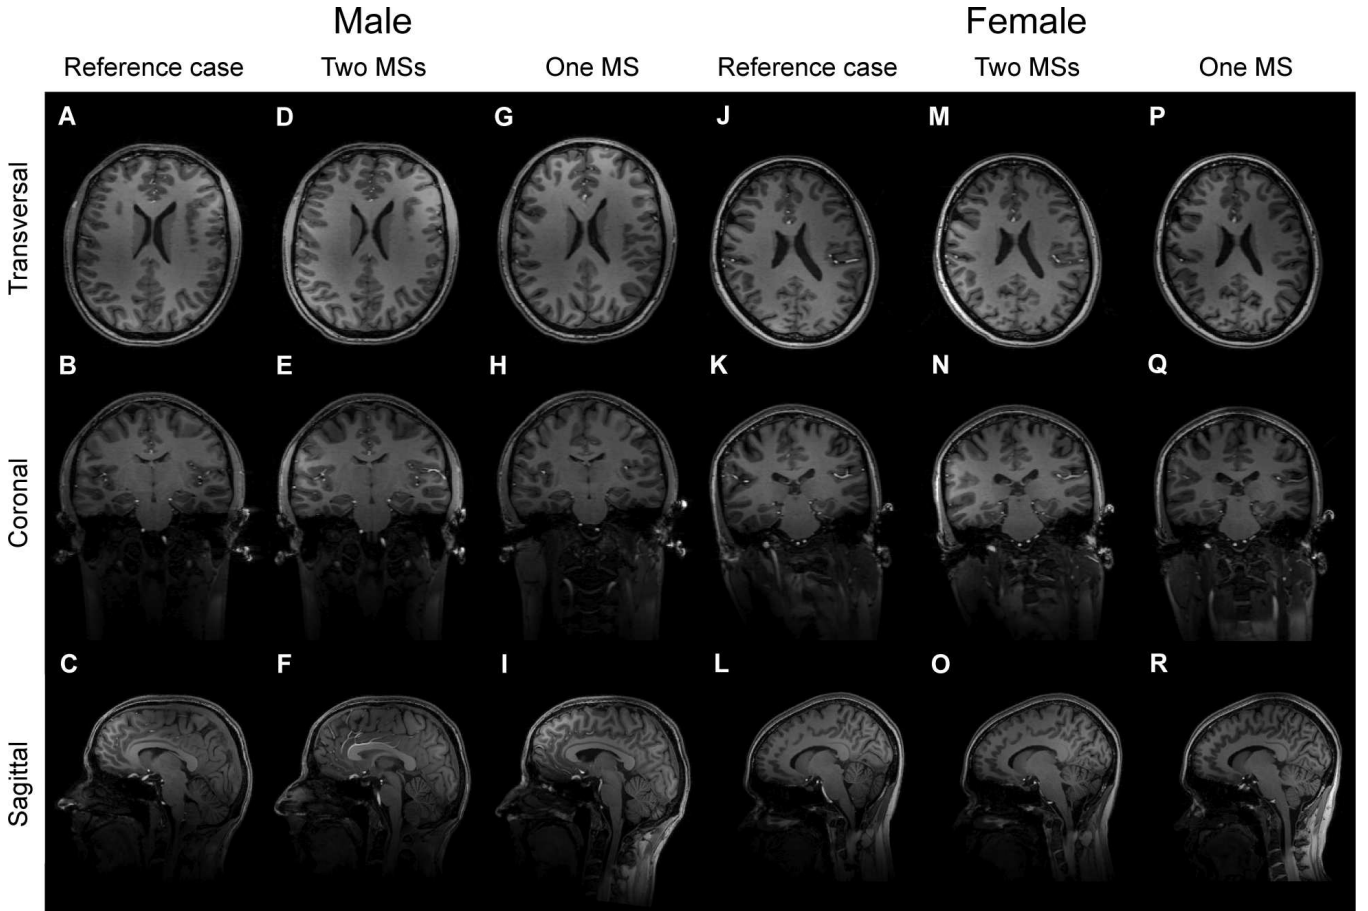 Male Female
Reference case Two MSs One MS Reference case Two MSs One MS
A D G J M P
Transversal
B E H K N Q
Coronal
C F I L O R
Sagittal